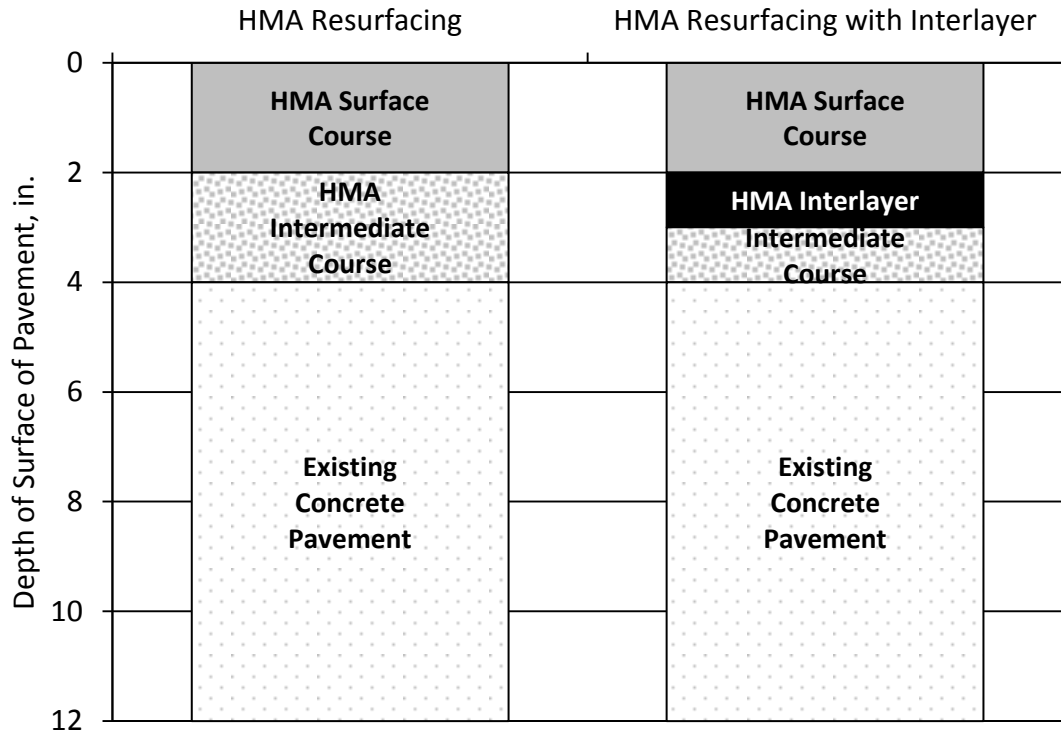 HMA Resurfacing
HMA Resurfacing with Interlayer
Depth of Surface of Pavement, in.
0
2
4
6
8
10
12
HMA Surface
Course
HMA
Intermediate
Course
Existing
Concrete
Pavement
HMA Surface
Course
HMA Interlayer
Intermediate
Course
Existing
Concrete
Pavement